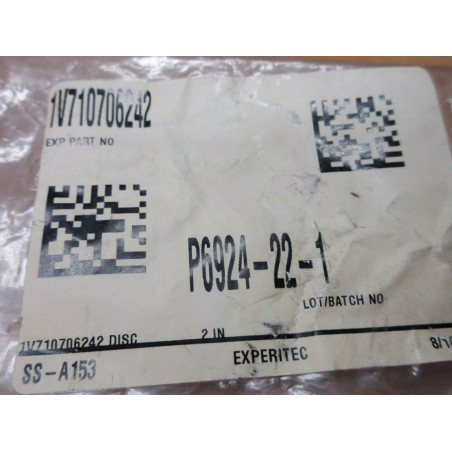 1V710706242
EXP PART NO
P6924-22-1
LOT/BATCH NO
1V710706242 DISC 2 IN
EXPERITEC
SS-A153